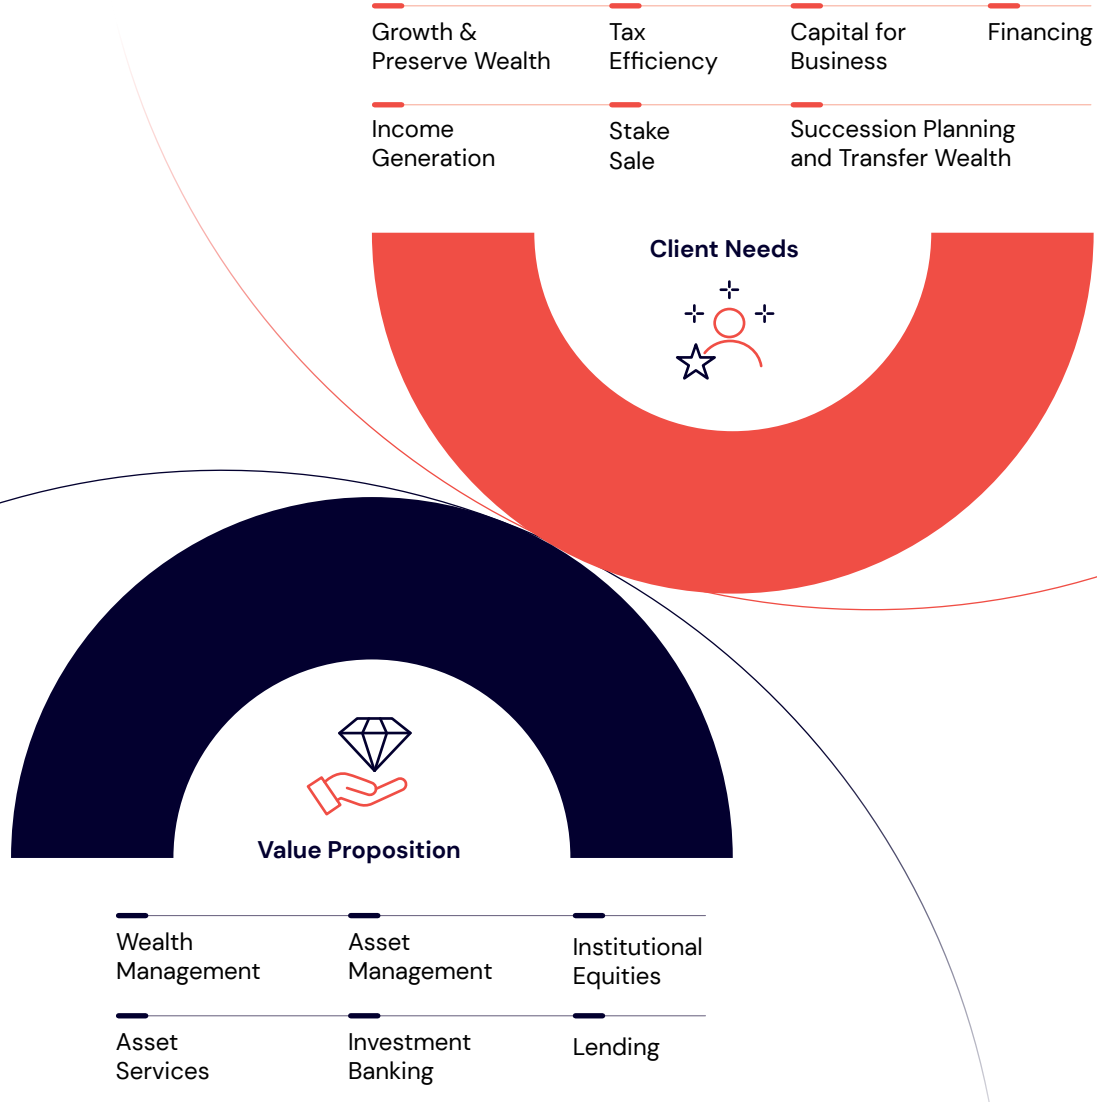 Growth &
Preserve Wealth
Tax
Efficiency
Capital for
Business
Financing
Income
Generation
Stake
Sale
Succession Planning
and Transfer Wealth
Client Needs
Value Proposition
Wealth
Management
Asset
Management
Institutional
Equities
Asset
Services
Investment
Banking
Lending